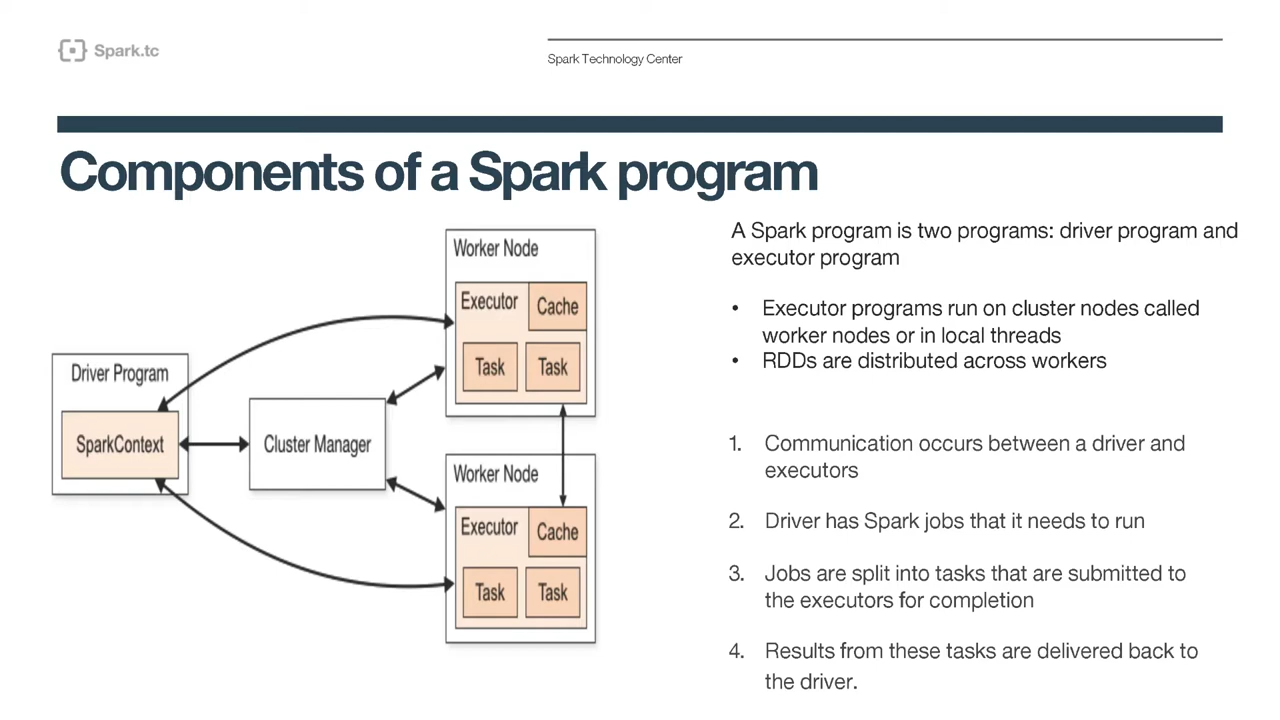 Spark.tc
Spark Technology Center
Components of a Spark program
Driver Program
SparkContext
Cluster Manager
Worker Node
Executor
Cache
Task
Task
Worker Node
Executor
Cache
Task
Task
A Spark program is two programs: driver program and
executor program
• Executor programs run on cluster nodes called
worker nodes or in local threads
• RDDs are distributed across workers
1. Communication occurs between a driver and
executors
2. Driver has Spark jobs that it needs to run
3. Jobs are split into tasks that are submitted to
the executors for completion
4. Results from these tasks are delivered back to
the driver.